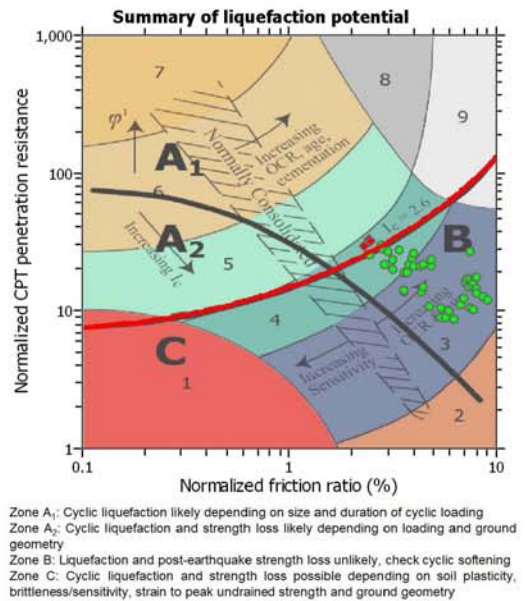 Summary of liquefaction potential
1,000
7
8
9
φ'
A1
Normally Consolidated
Increasing
OCR, age,
cementation
100
6
Ic = 2.6
A2
Increasing Ic
5
B
10
4
Increasing
OCR
C
1
Increasing
Sensitivity
3
2
1
0.1
1
10
Normalized CPT penetration resistance
Normalized friction ratio (%)
Zone A1: Cyclic liquefaction likely depending on size and duration of cyclic loading
Zone A2: Cyclic liquefaction and strength loss likely depending on loading and ground
geometry
Zone B: Liquefaction and post-earthquake strength loss unlikely, check cyclic softening
Zone C: Cyclic liquefaction and strength loss possible depending on soil plasticity,
brittleness/sensitivity, strain to peak undrained strength and ground geometry